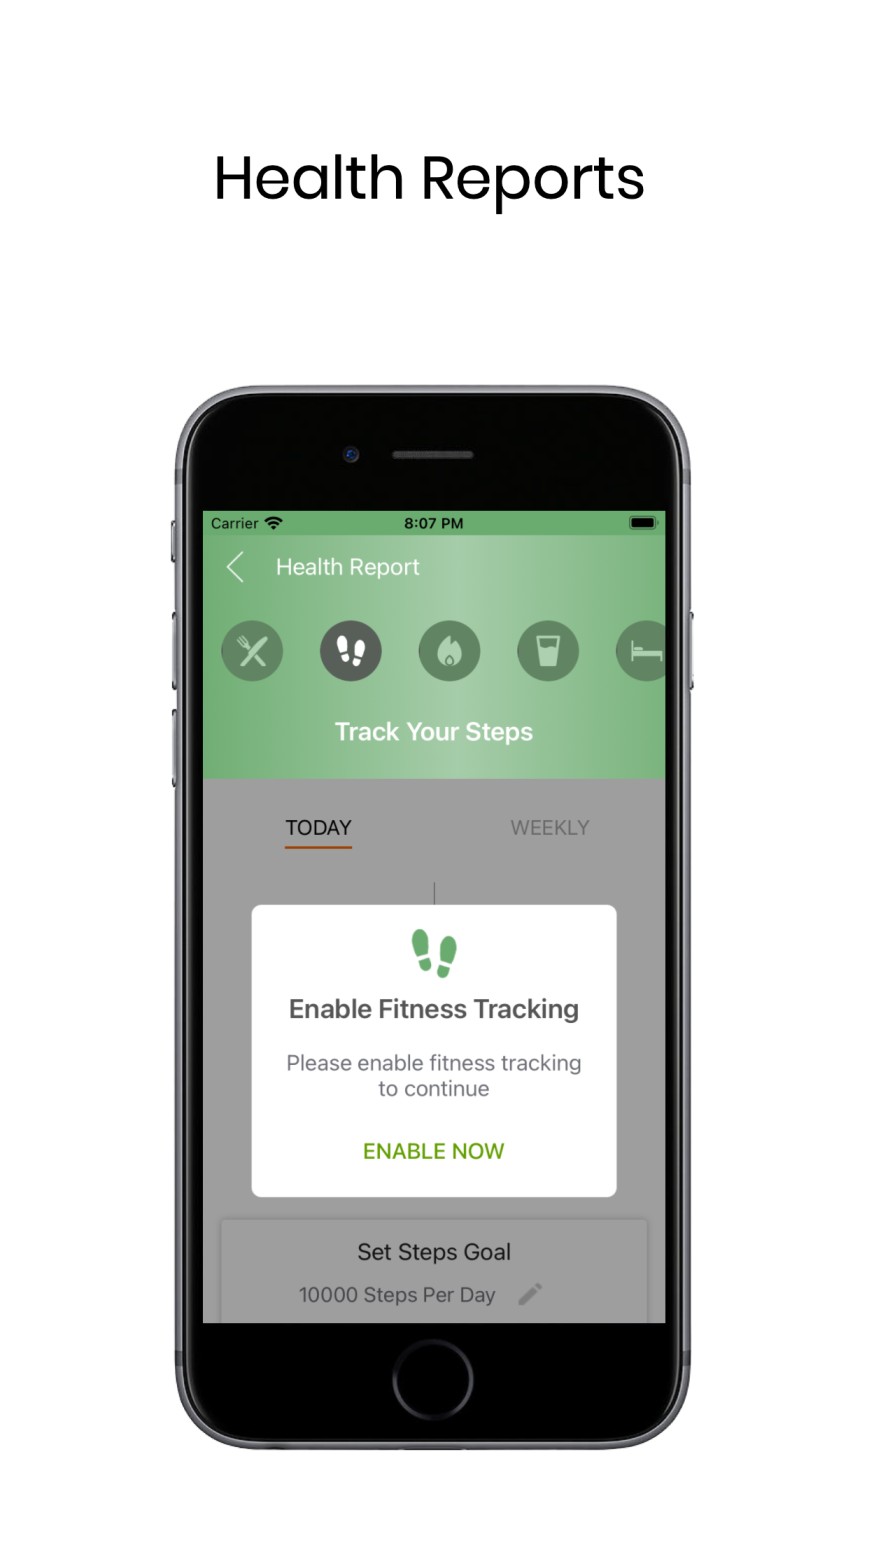 Health Reports
Carrier 8:07 PM
Health Report
Track Your Steps
TODAY WEEKLY
Enable Fitness Tracking
Please enable fitness tracking
to continue
ENABLE NOW
Set Steps Goal
10000 Steps Per Day